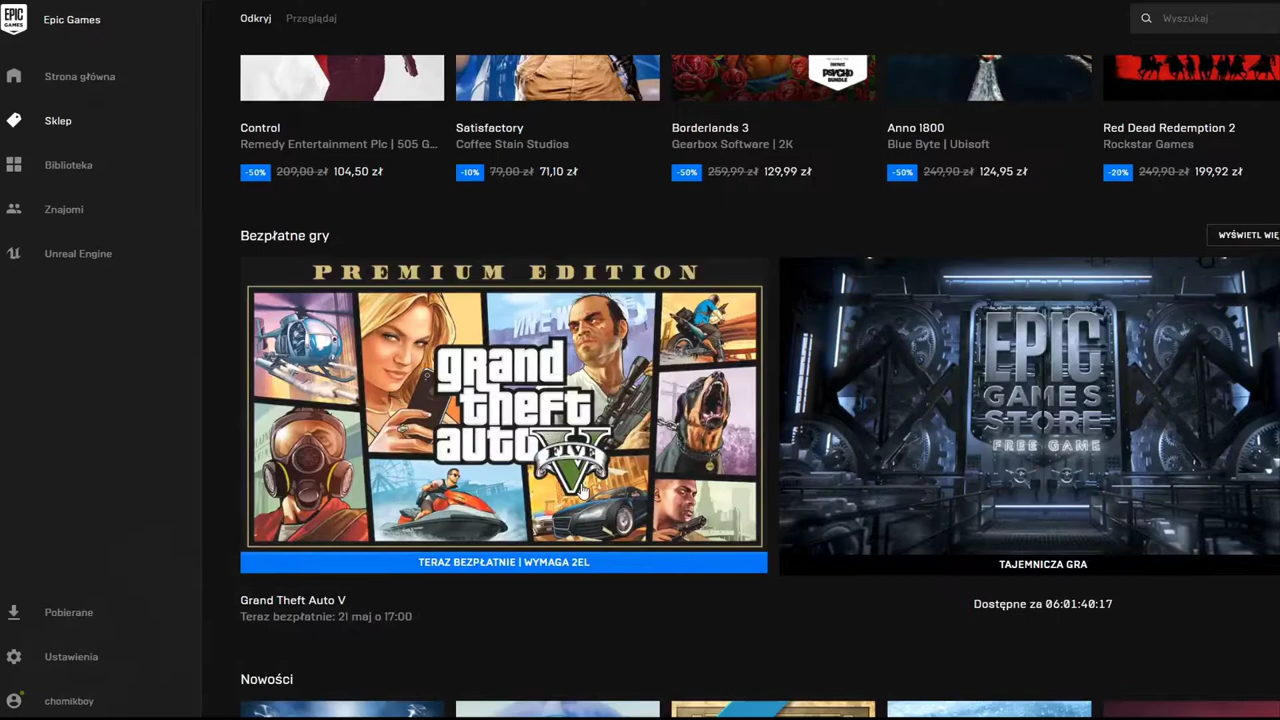 EPIC GAMES
Epic Games
Odkryj
Przeglądaj
Wyszukaj
Strona główna
Sklep
Biblioteka
Znajomi
Unreal Engine
PSYCHO
BUNDLE
Control
Remedy Entertainment Plc | 505 G...
-50% 209,00 zł 104,50 zł
Satisfactory
Coffee Stain Studios
-10% 79,00 zł 71,10 zł
Borderlands 3
Gearbox Software | 2K
-50% 259,99 zł 129,99 zł
Anno 1800
Blue Byte | Ubisoft
-50% 249,90 zł 124,95 zł
Red Dead Redemption 2
Rockstar Games
-20% 249,90 zł 199,92 zł
Bezpłatne gry
WYŚWIETL WIĘ
PREMIUM EDITION
grand
theft
auto
FIVE
V
TERAZ BEZPŁATNIE | WYMAGA 2EL
Grand Theft Auto V
Teraz bezpłatnie: 21 maj o 17:00
EPIC
GAMES
STORE
FREE GAME
TAJEMNICZA GRA
Dostępne za 06:01:40:17
Nowości
Pobierane
Ustawienia
chomikboy